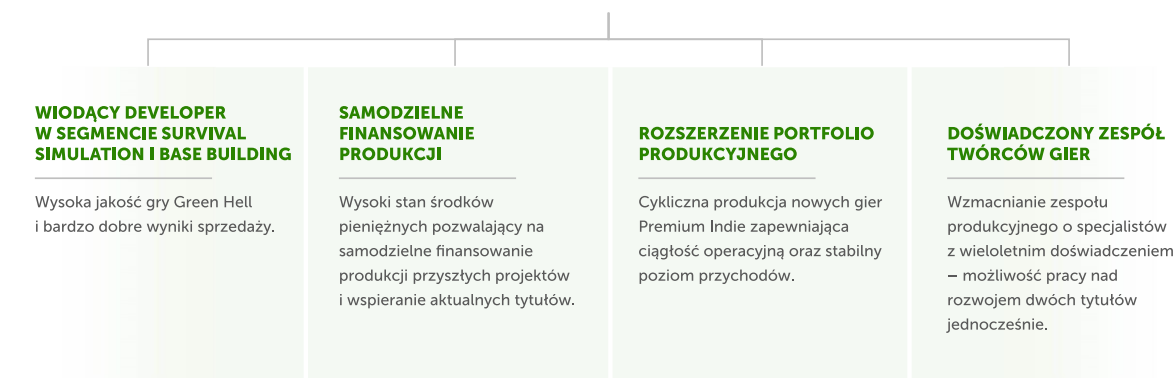 WIODĄCY DEVELOPER
W SEGMENCIE SURVIVAL
SIMULATION I BASE BUILDING
Wysoka jakość gry Green Hell
i bardzo dobre wyniki sprzedaży.
SAMODZIELNE
FINANSOWANIE
PRODUKCJI
Wysoki stan środków
pieniężnych pozwalający na
samodzielne finansowanie
produkcji przyszłych projektów
i wspieranie aktualnych tytułów.
ROZSZERZENIE PORTFOLIO
PRODUKCYJNEGO
Cykliczna produkcja nowych gier
Premium Indie zapewniająca
ciągłość operacyjną oraz stabilny
poziom przychodów.
DOŚWIADCZONY ZESPÓŁ
TWÓRCÓW GIER
Wzmacnianie zespołu
produkcyjnego o specjalistów
z wieloletnim doświadczeniem
– możliwość pracy nad
rozwojem dwóch tytułów
jednocześnie.